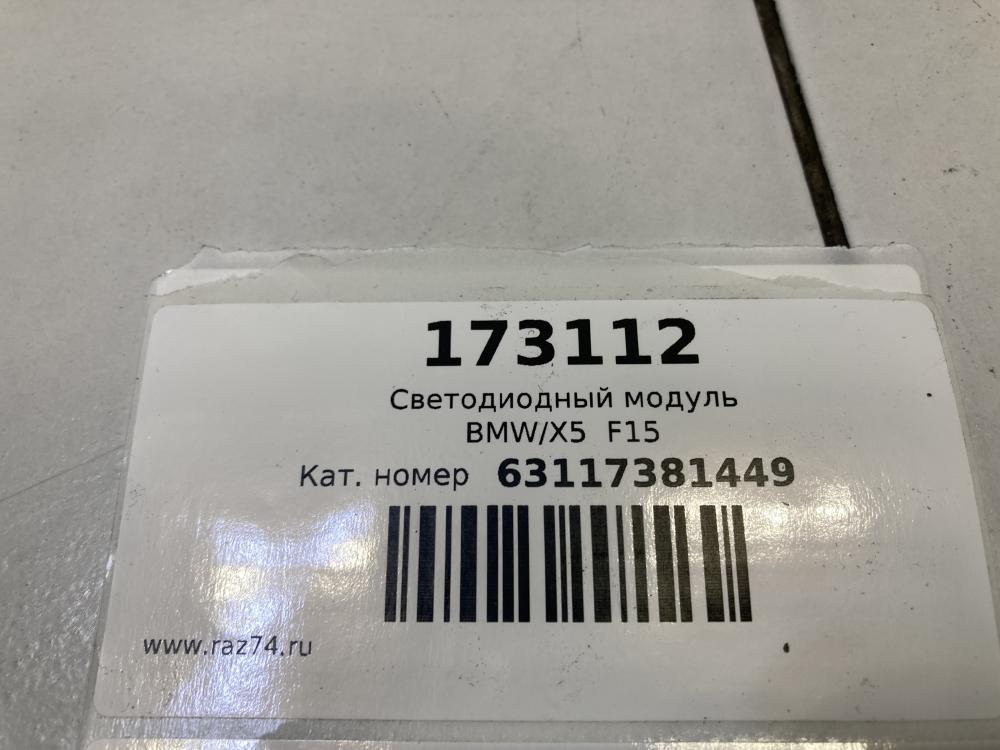 173112
Светодиодный модуль
BMW/X5 F15
Кат. номер 63117381449
www.raz74.ru